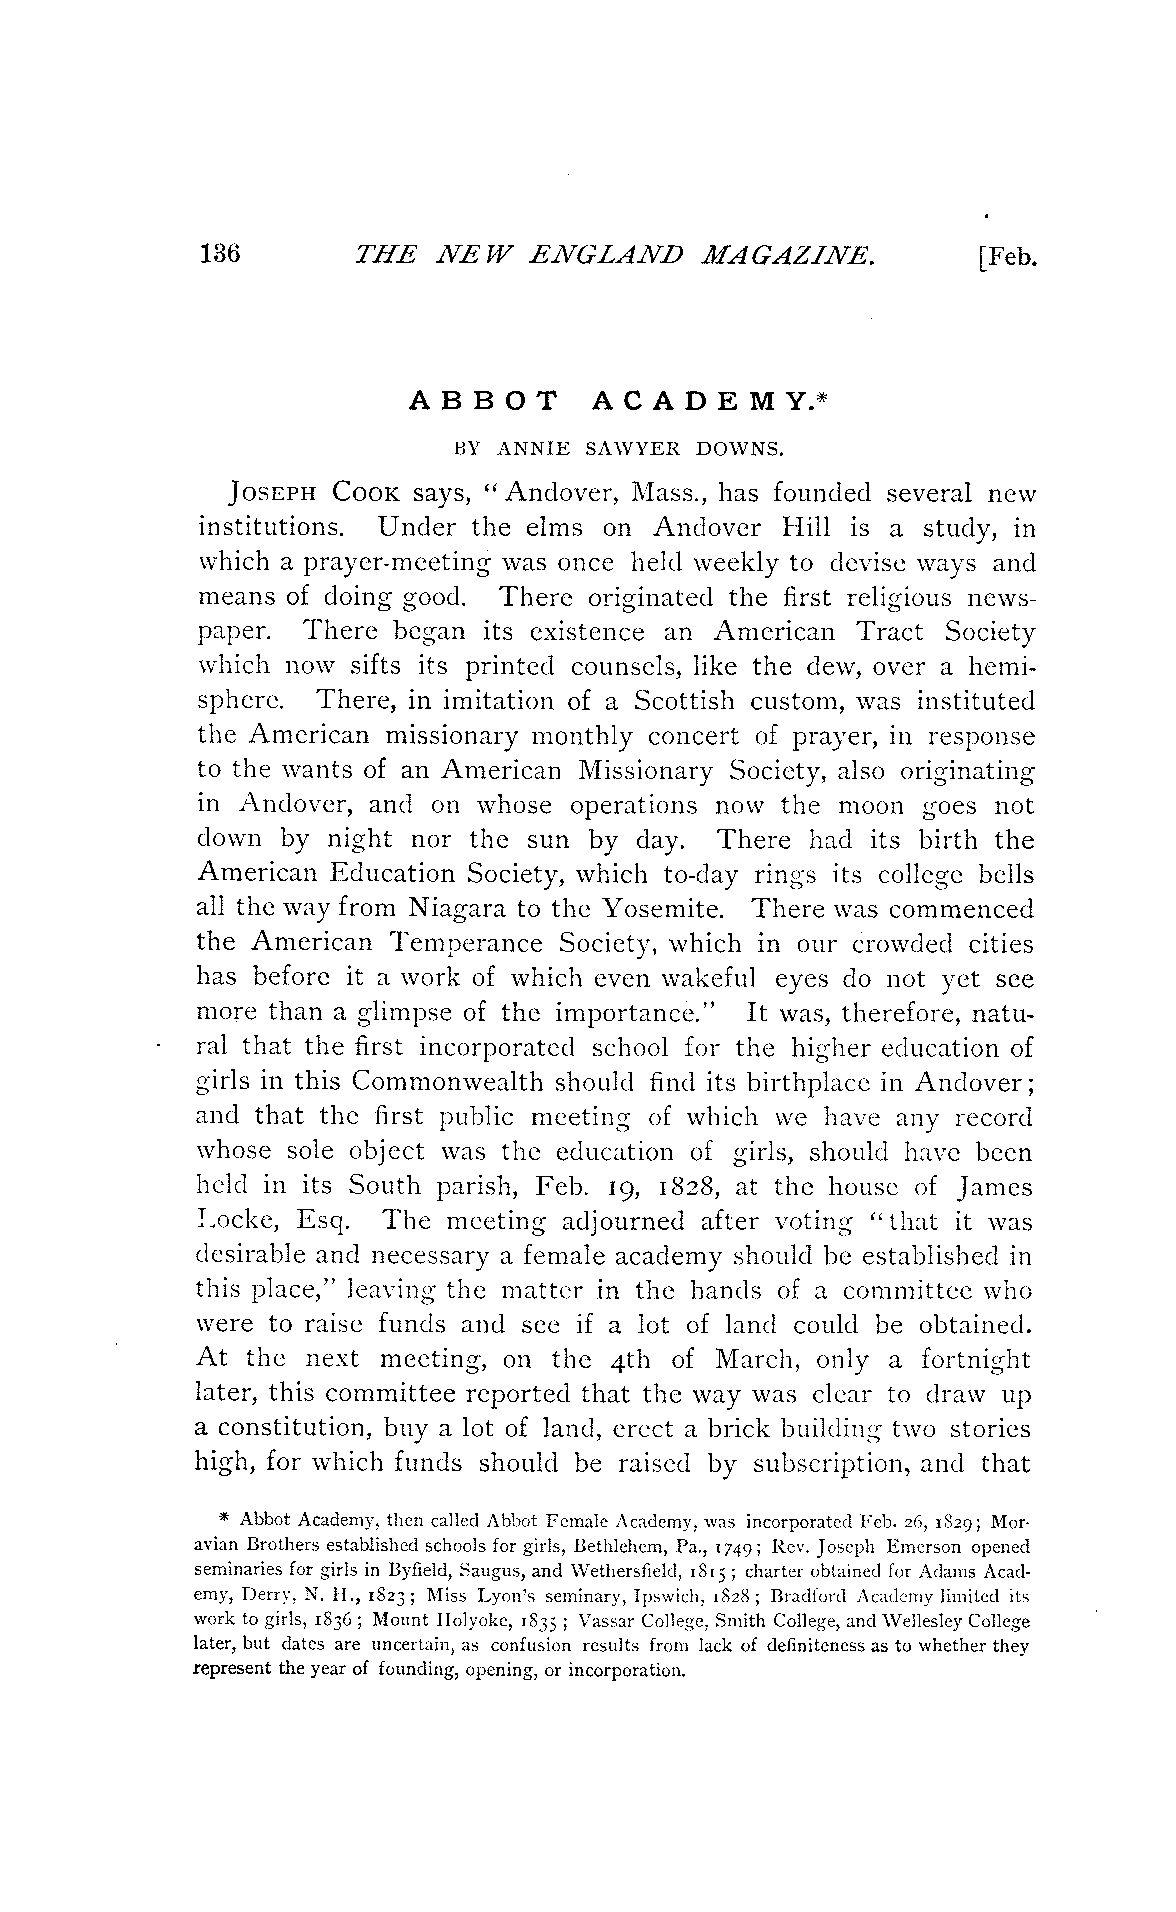 136 THE NEW ENGLAND MAGAZINE. [Feb.
ABBOT ACADEMY.*
BY ANNIE SAWYER DOWNS.
JOSEPH COOK says, "Andover, Mass., has founded several new
institutions. Under the elms on Andover Hill is a study, in
which a prayer-meeting was once held weekly to devise ways and
means of doing good. There originated the first religious news-
paper. There began its existence an American Tract Society
which now sifts its printed counsels, like the dew, over a hemi-
sphere. There, in imitation of a Scottish custom, was instituted
the American missionary monthly concert of prayer, in response
to the wants of an American Missionary Society, also originating
in Andover, and on whose operations now the moon goes not
down by night nor the sun by day. There had its birth the
American Education Society, which to-day rings its college bells
all the way from Niagara to the Yosemite. There was commenced
the American Temperance Society, which in our crowded cities
has before it a work of which even wakeful eyes do not yet see
more than a glimpse of the importance." It was, therefore, natu-
ral that the first incorporated school for the higher education of
girls in this Commonwealth should find its birthplace in Andover;
and that the first public meeting of which we have any record
whose sole object was the education of girls, should have been
held in its South parish, Feb. 19, 1828, at the house of James
Locke, Esq. The meeting adjourned after voting "that it was
desirable and necessary a female academy should be established in
this place," leaving the matter in the hands of a committee who
were to raise funds and see if a lot of land could be obtained.
At the next meeting, on the 4th of March, only a fortnight
later, this committee reported that the way was clear to draw up
a constitution, buy a lot of land, erect a brick building two stories
high, for which funds should be raised by subscription, and that
* Abbot Academy, then called Abbot Female Academy, was incorporated Feb. 26, 1829; Mor-
avian Brothers established schools for girls, Bethlehem, Pa., 1749; Rev. Joseph Emerson opened
seminaries for girls in Byfield, Saugus, and Wethersfield, 1815; charter obtained for Adams Acad-
emy, Derry, N. H., 1823; Miss Lyon's seminary, Ipswich, 1828; Bradford Academy limited its
work to girls, 1836; Mount Holyoke, 1835; Vassar College, Smith College, and Wellesley College
later, but dates are uncertain, as confusion results from lack of definiteness as to whether they
represent the year of founding, opening, or incorporation.